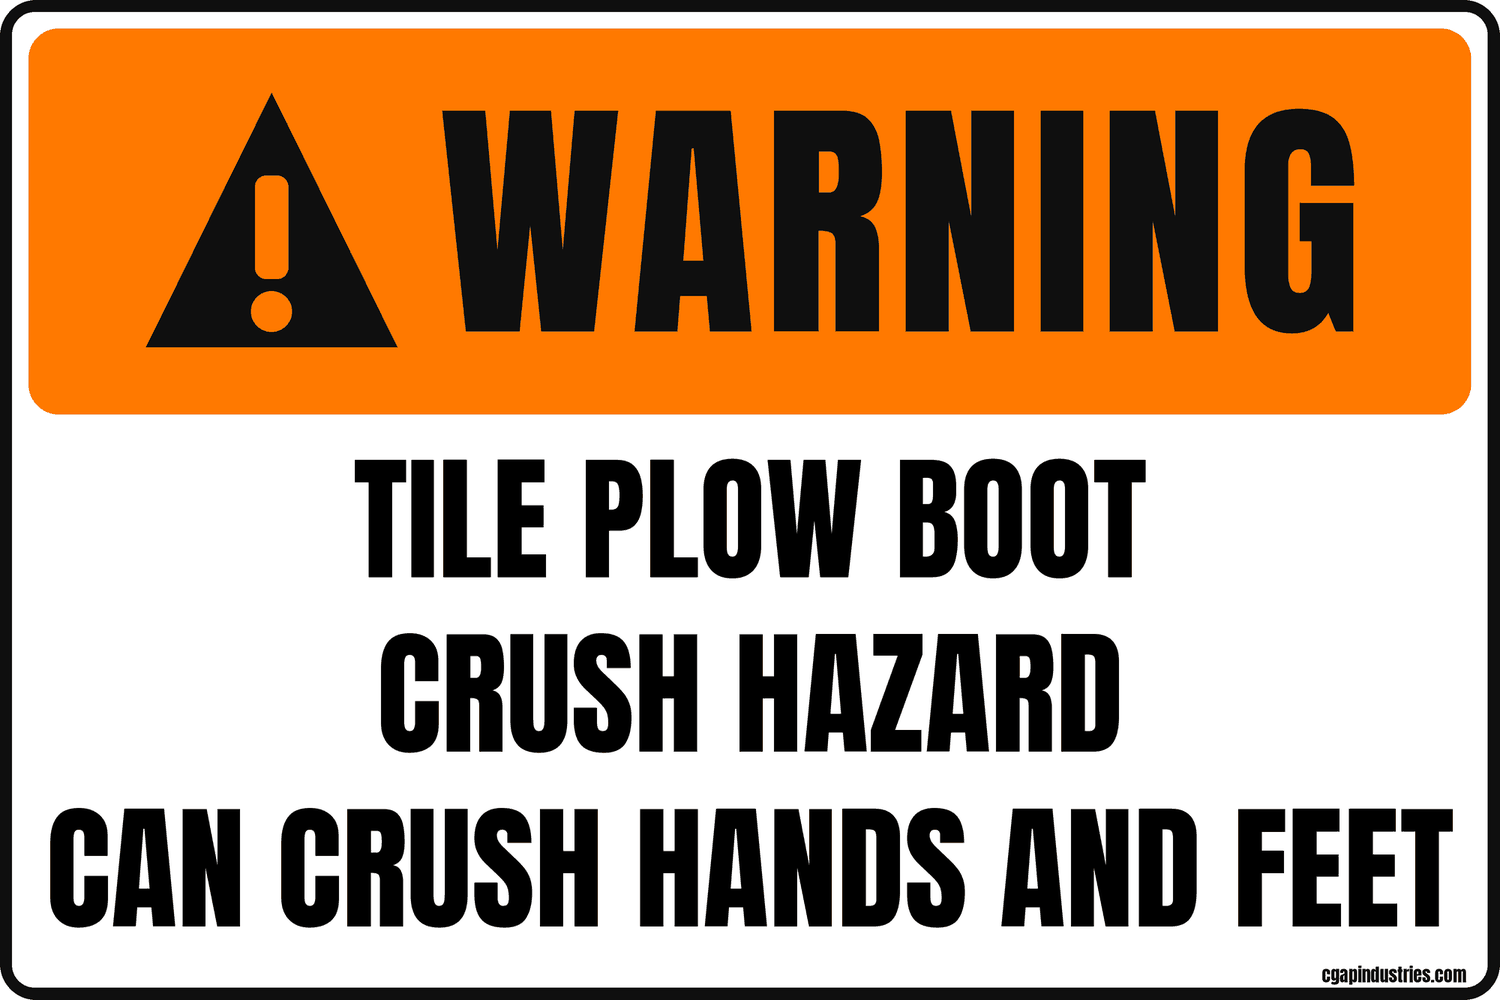 WARNING
TILE PLOW BOOT
CRUSH HAZARD
CAN CRUSH HANDS AND FEET
cgapindustries.com